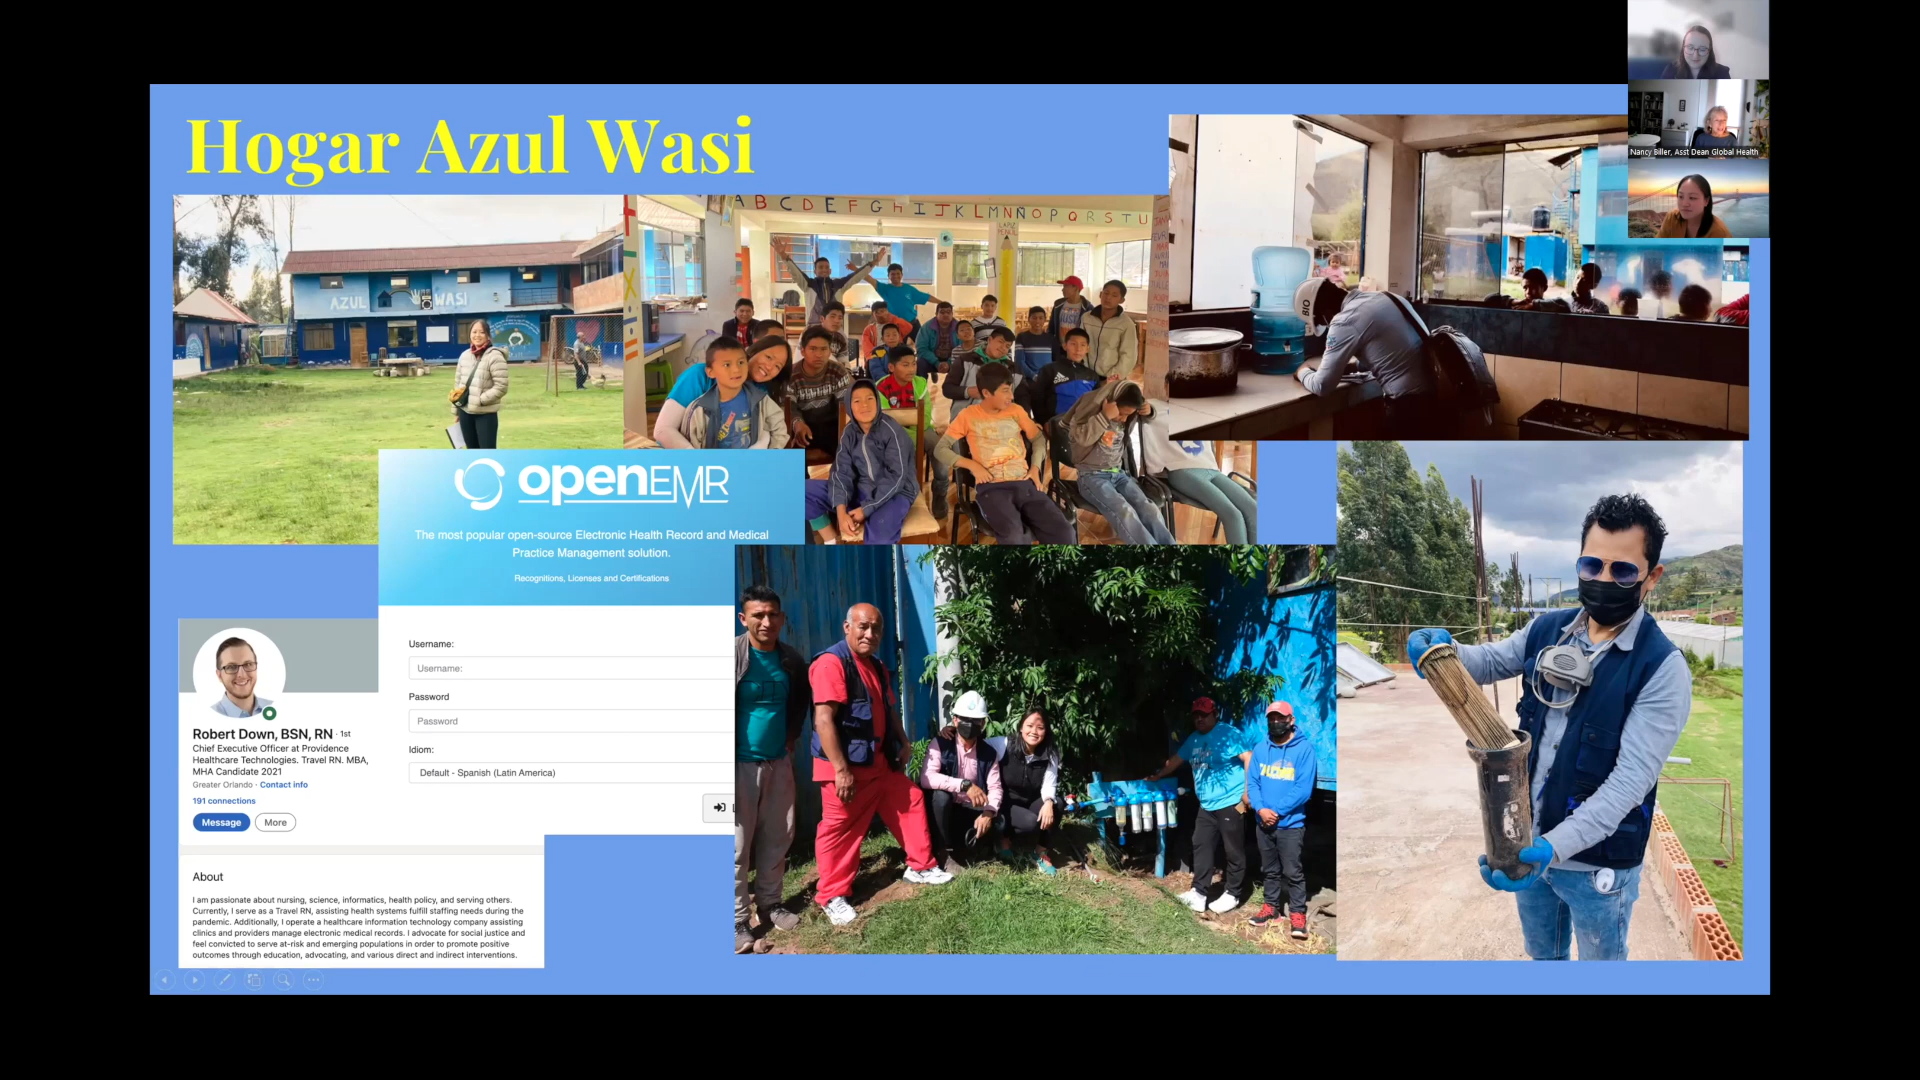 Hogar Azul Wasi
Nancy Biller, Asst Dean Global Health
AZUL WASI
A B C D E F G H I J K L M N Ñ O P Q R S T U
BIO
openEMR
The most popular open-source Electronic Health Record and Medical
Practice Management solution.
Recognitions, Licenses and Certifications
Username:
Username:
Password
Password
Idiom:
Default - Spanish (Latin America)
Robert Down, BSN, RN · 1st
Chief Executive Officer at Providence
Healthcare Technologies. Travel RN. MBA,
MHA Candidate 2021
Greater Orlando · Contact info
191 connections
Message
More
About
I am passionate about nursing, science, informatics, health policy, and serving others.
Currently, I serve as a Travel RN, assisting health systems fulfill staffing needs during the
pandemic. Additionally, I operate a healthcare information technology company assisting
clinics and providers manage electronic medical records. I advocate for social justice and
feel convicted to serve at-risk and emerging populations in order to promote positive
outcomes through education, advocating, and various direct and indirect interventions.